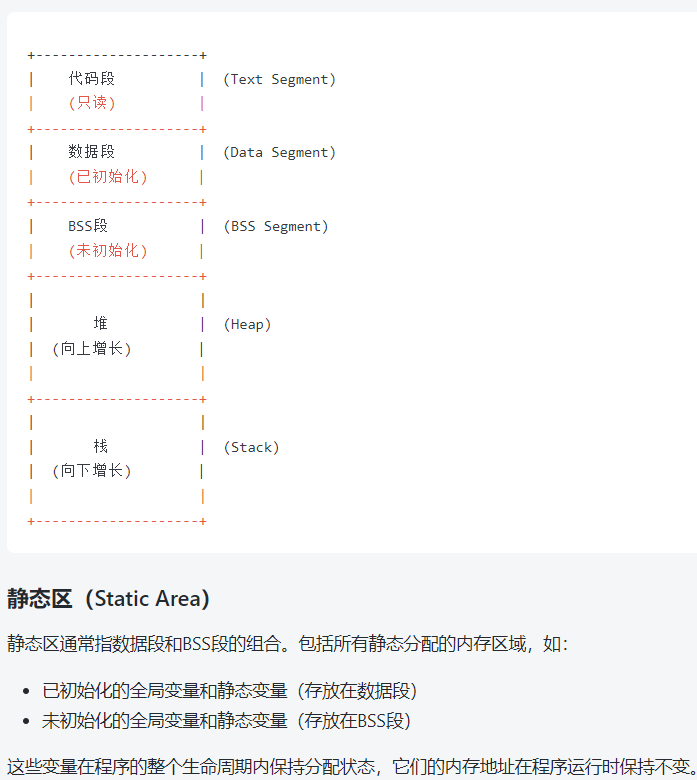 +--------------------+
|    代码段          |  (Text Segment)
|    (只读)          |
+--------------------+
|    数据段          |  (Data Segment)
|    (已初始化)      |
+--------------------+
|    BSS段           |  (BSS Segment)
|    (未初始化)      |
+--------------------+
|                    |
|       堆           |  (Heap)
|  (向上增长)        |
|                    |
+--------------------+
|                    |
|       栈           |  (Stack)
|  (向下增长)        |
|                    |
+--------------------+
静态区（Static Area）
静态区通常指数据段和BSS段的组合。包括所有静态分配的内存区域，如：
• 已初始化的全局变量和静态变量（存放在数据段）
• 未初始化的全局变量和静态变量（存放在BSS段）
这些变量在程序的整个生命周期内保持分配状态，它们的内存地址在程序运行时保持不变。